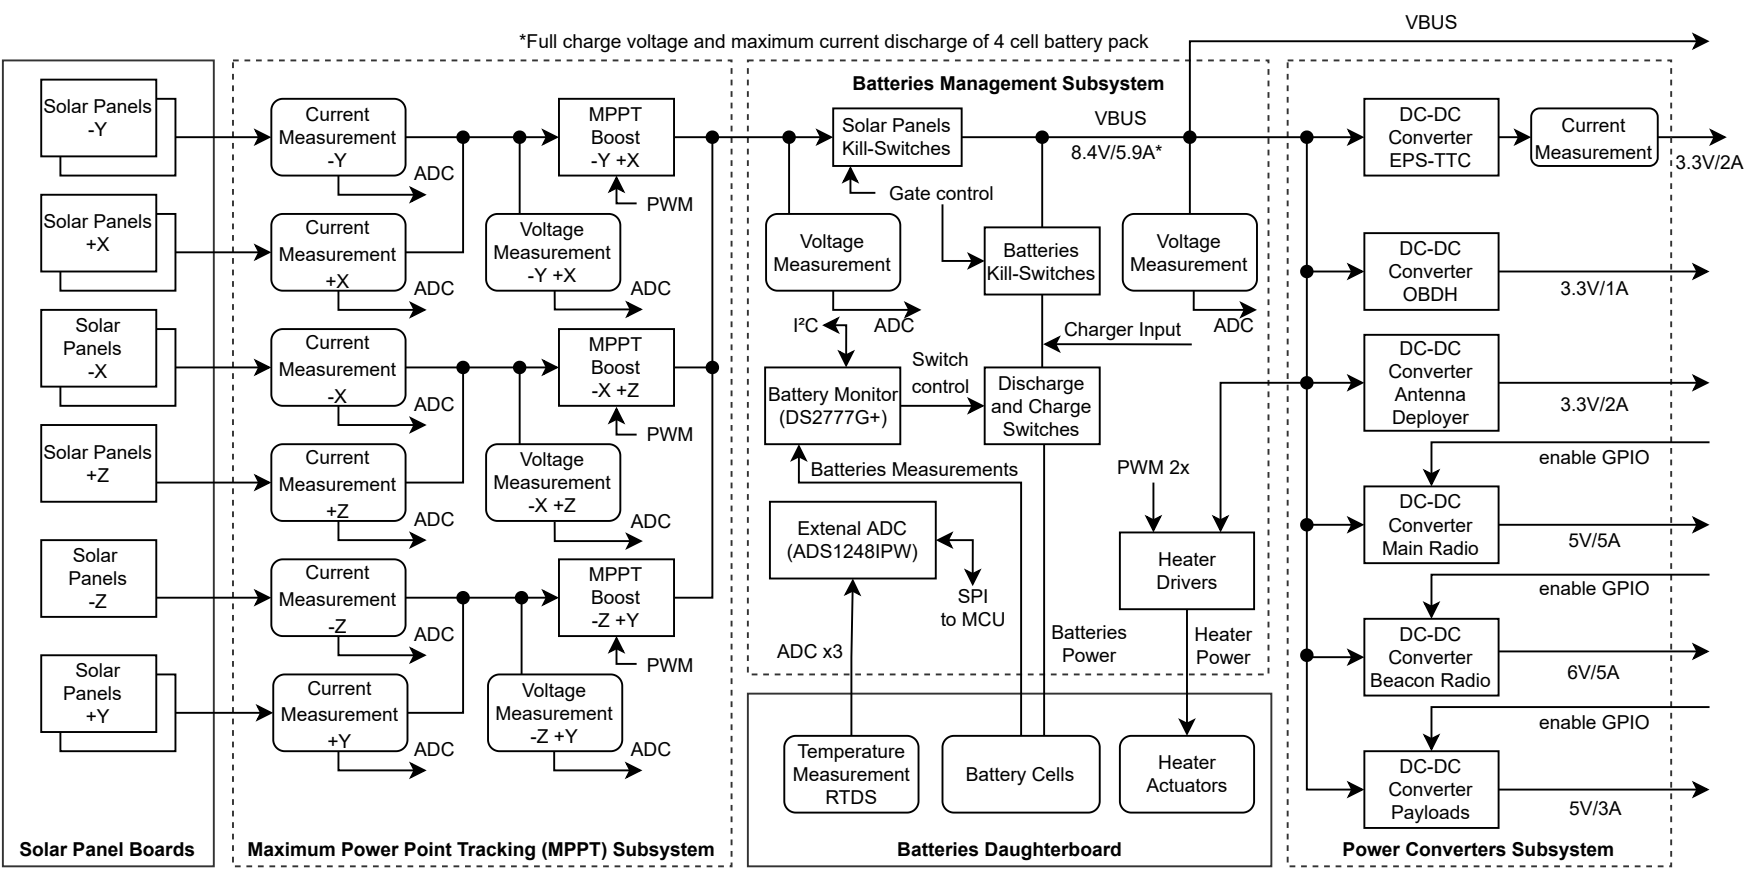 VBUS
*Full charge voltage and maximum current discharge of 4 cell battery pack
Solar Panels
-Y
Solar Panels
+X
Solar
Panels
-X
Solar Panels
+Z
Solar
Panels
-Z
Solar
Panels
+Y
Solar Panel Boards
Current
Measurement
-Y
ADC
Current
Measurement
+X
ADC
Current
Measurement
-X
ADC
Current
Measurement
+Z
ADC
Current
Measurement
-Z
ADC
Current
Measurement
+Y
ADC
MPPT
Boost
-Y +X
PWM
Voltage
Measurement
-Y +X
ADC
MPPT
Boost
-X +Z
PWM
Voltage
Measurement
-X +Z
ADC
MPPT
Boost
-Z +Y
PWM
Voltage
Measurement
-Z +Y
ADC
Maximum Power Point Tracking (MPPT) Subsystem
Batteries Management Subsystem
Solar Panels
Kill-Switches
VBUS
8.4V/5.9A*
Gate control
Voltage
Measurement
ADC
Batteries
Kill-Switches
Voltage
Measurement
ADC
I²C
Charger Input
Battery Monitor
(DS2777G+)
Switch
control
Discharge
and Charge
Switches
Batteries Measurements
PWM 2x
Extenal ADC
(ADS1248IPW)
SPI
to MCU
Heater
Drivers
ADC x3
Batteries
Power
Heater
Power
Temperature
Measurement
RTDS
Battery Cells
Heater
Actuators
Batteries Daughterboard
DC-DC
Converter
EPS-TTC
Current
Measurement
3.3V/2A
DC-DC
Converter
OBDH
3.3V/1A
DC-DC
Converter
Antenna
Deployer
3.3V/2A
enable GPIO
DC-DC
Converter
Main Radio
5V/5A
enable GPIO
DC-DC
Converter
Beacon Radio
6V/5A
enable GPIO
DC-DC
Converter
Payloads
5V/3A
Power Converters Subsystem